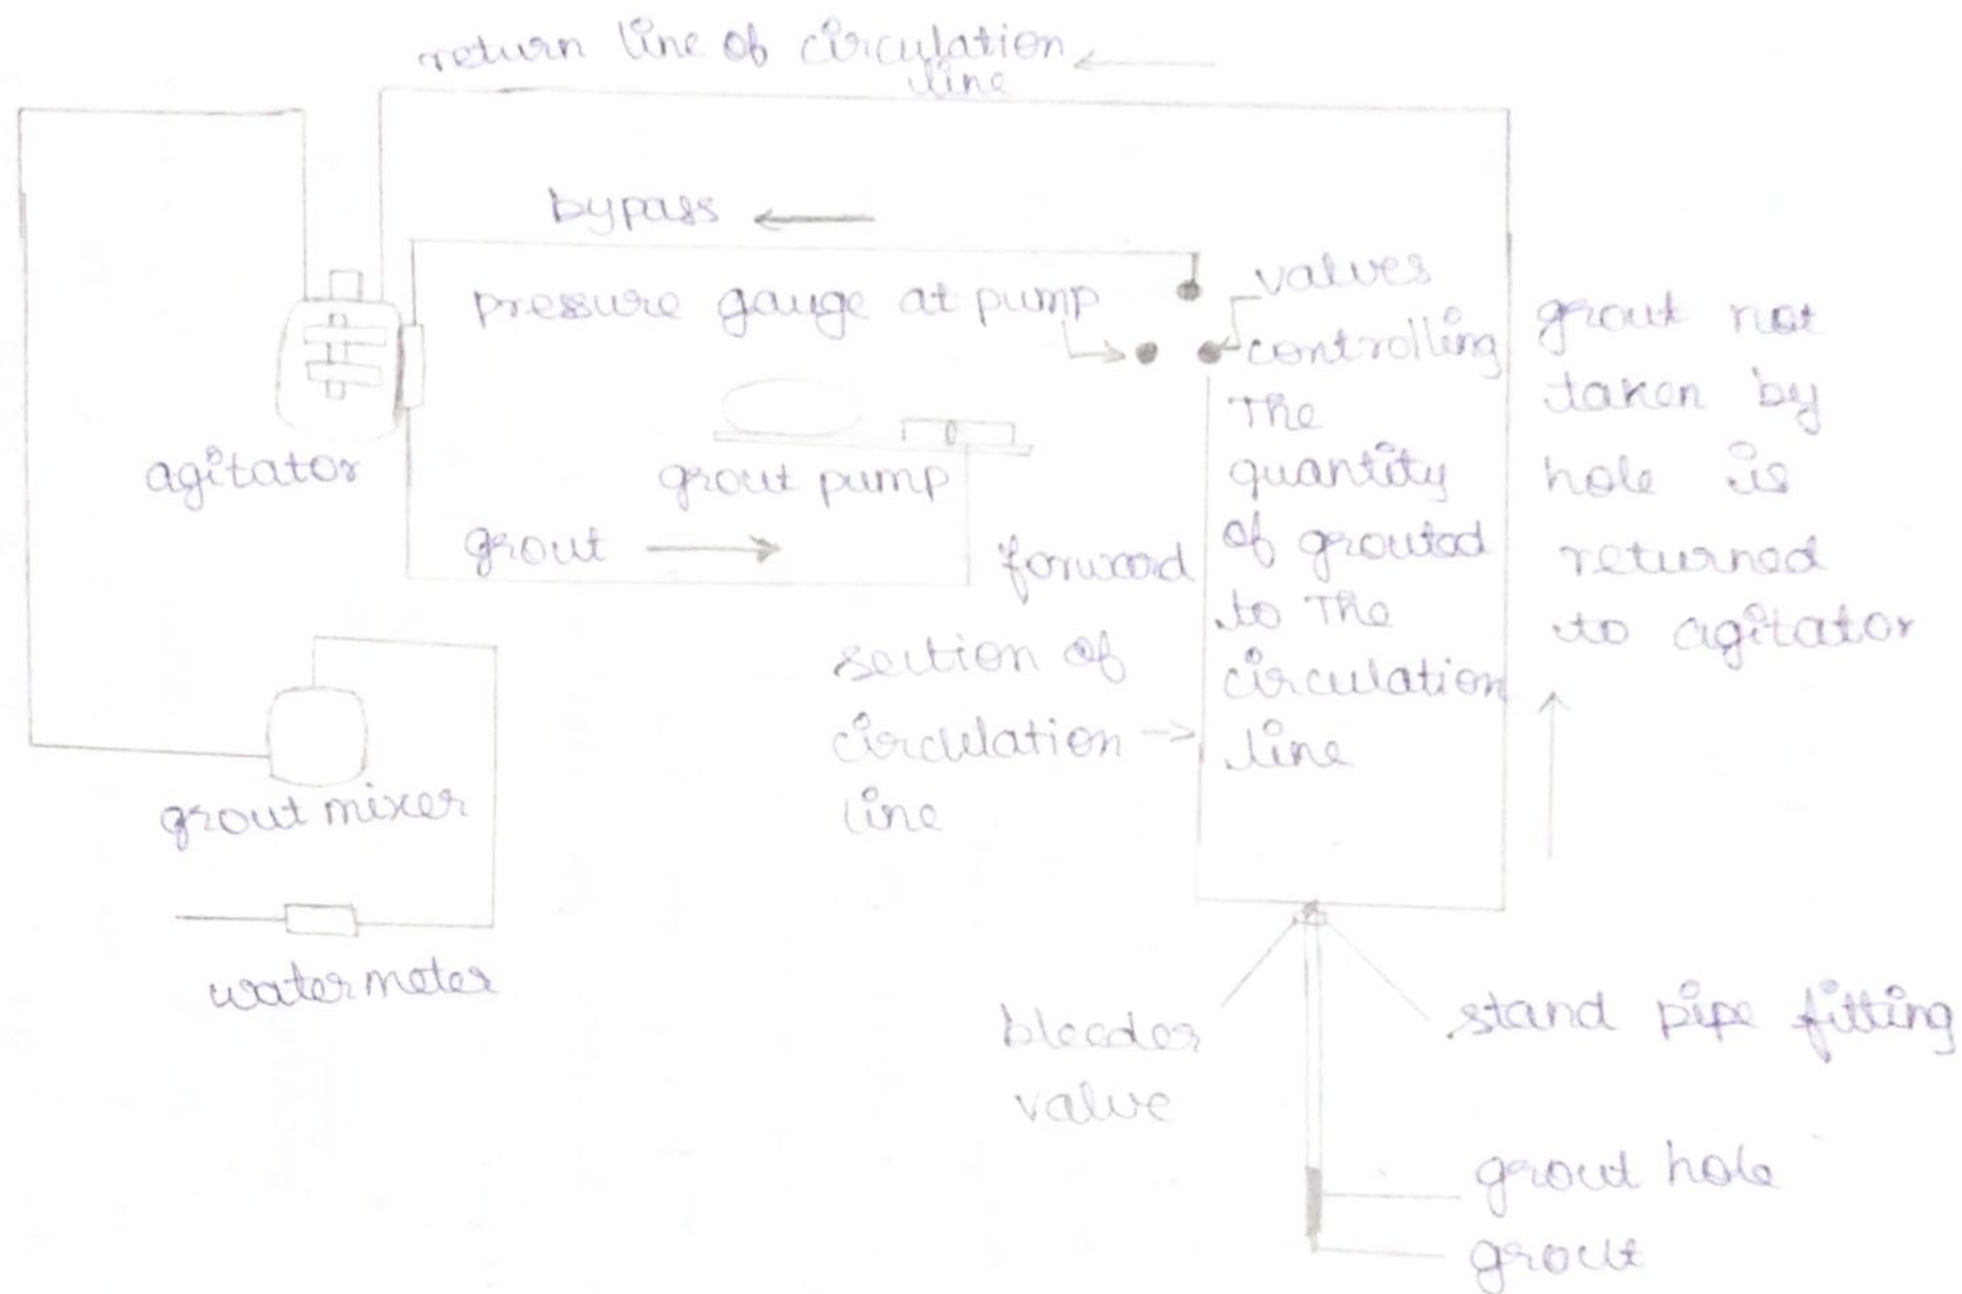 return line of circulation
line
bypass
pressure gauge at pump
valves
controlling
The
quantity
of grouted
to The
circulation
line
grout not
taken by
hole is
returned
to agitator
agitator
grout pump
grout
forward
section of
circulation
line
grout mixer
water meter
bleeder
valve
stand pipe fitting
grout hole
grout